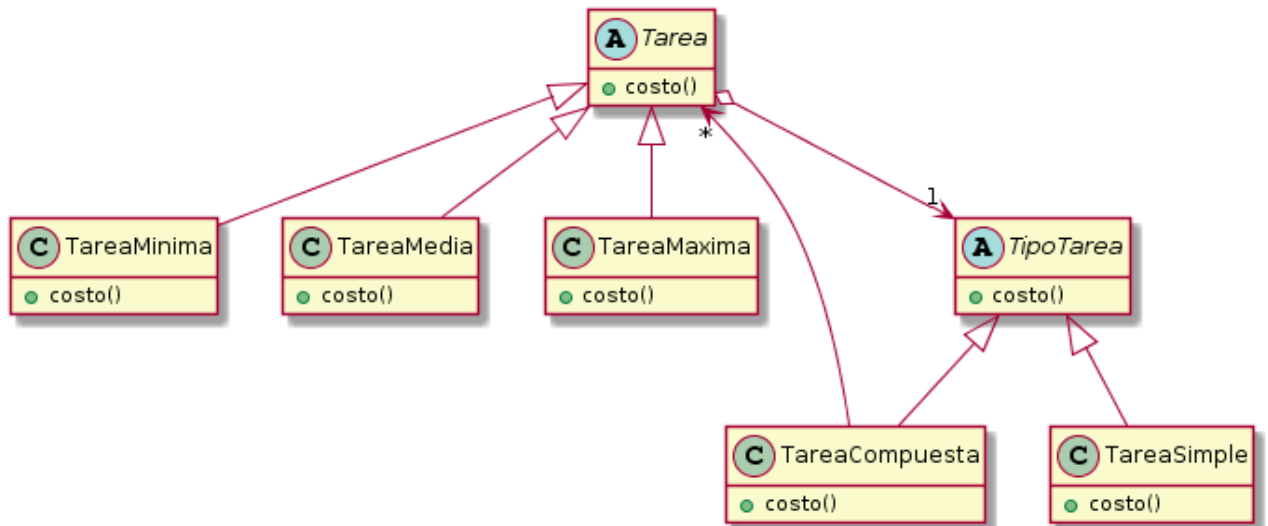 A Tarea
costo()
*
1
C TareaMinima
costo()
C TareaMedia
costo()
C TareaMaxima
costo()
A TipoTarea
costo()
C TareaCompuesta
costo()
C TareaSimple
costo()